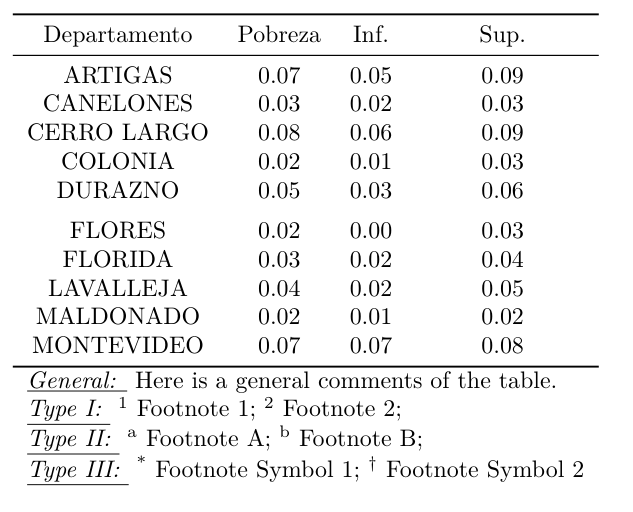 Departamento Pobreza Inf. Sup.
ARTIGAS 0.07 0.05 0.09
CANELONES 0.03 0.02 0.03
CERRO LARGO 0.08 0.06 0.09
COLONIA 0.02 0.01 0.03
DURAZNO 0.05 0.03 0.06
FLORES 0.02 0.00 0.03
FLORIDA 0.03 0.02 0.04
LAVALLEJA 0.04 0.02 0.05
MALDONADO 0.02 0.01 0.02
MONTEVIDEO 0.07 0.07 0.08
General: Here is a general comments of the table.
Type I: ¹ Footnote 1; ² Footnote 2;
Type II: ᵃ Footnote A; ᵇ Footnote B;
Type III: * Footnote Symbol 1; † Footnote Symbol 2